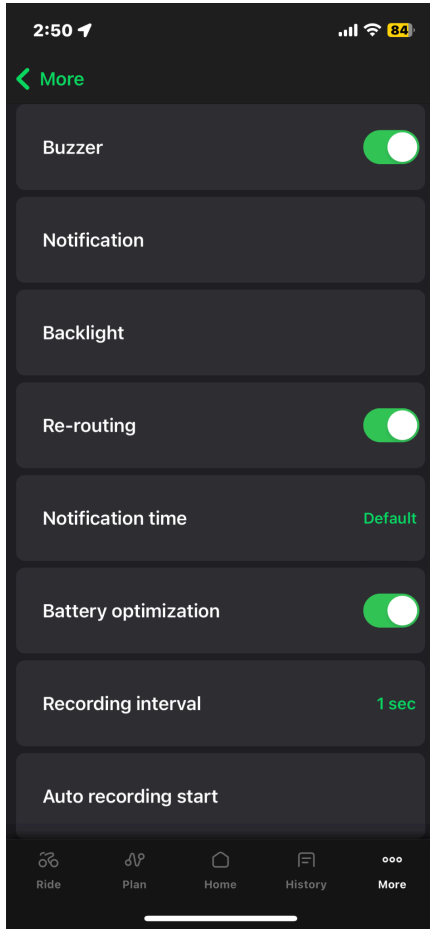 2:50
84
More
Buzzer
Notification
Backlight
Re-routing
Notification time
Default
Battery optimization
Recording interval
1 sec
Auto recording start
Ride
Plan
Home
History
More